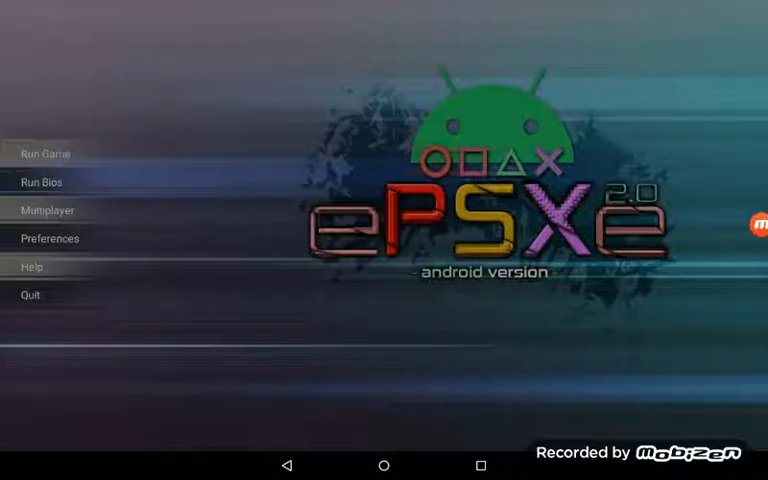 Run Game
Run Bios
Multiplayer
Preferences
Help
Quit
ePSXe 2.0
- android version -
Recorded by mobizen